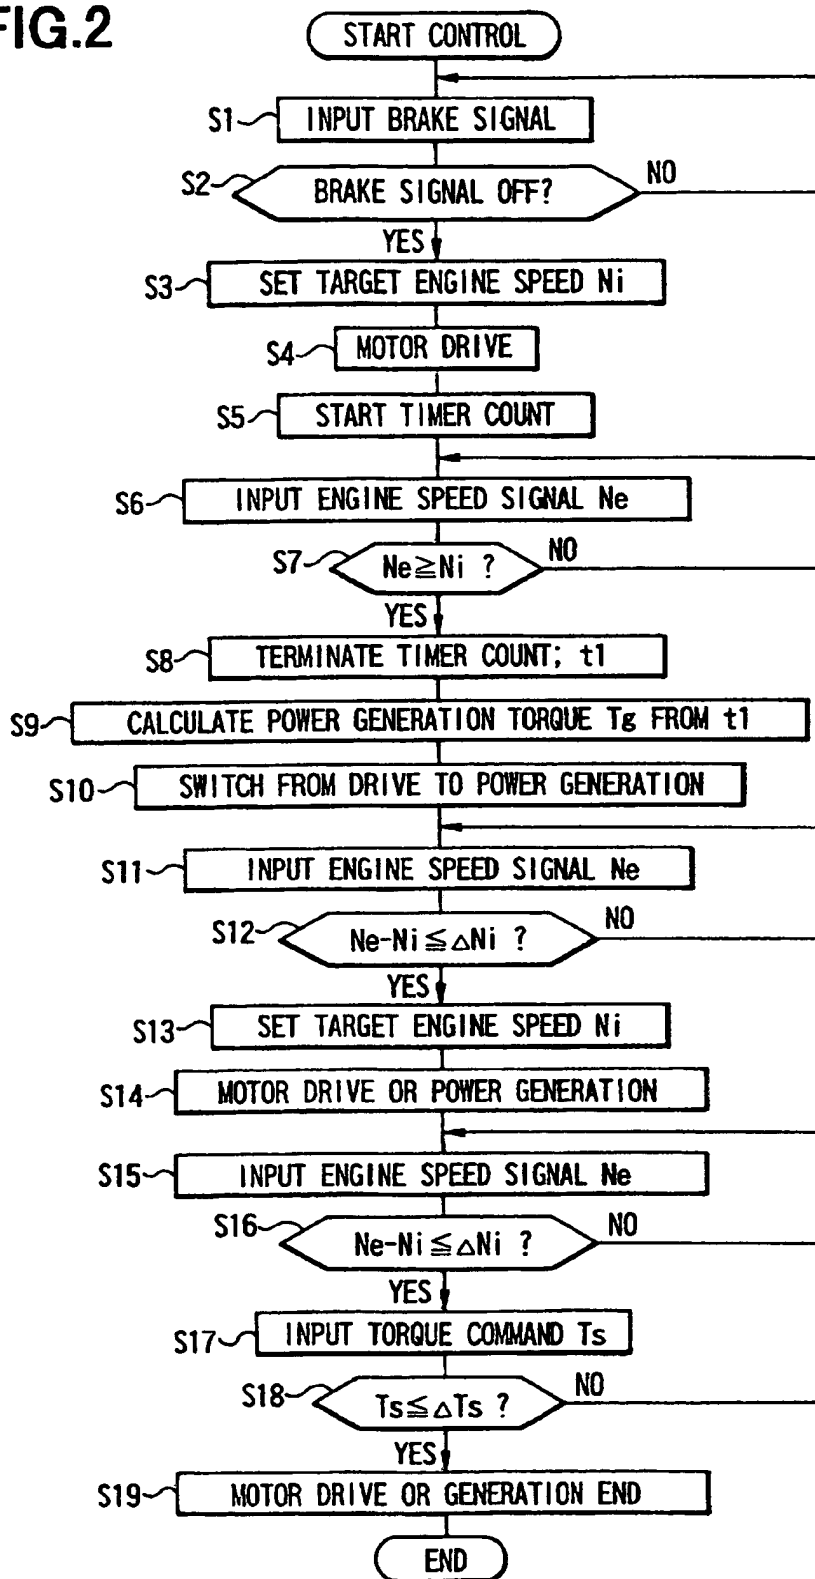 FIG.2
START CONTROL
S1 INPUT BRAKE SIGNAL
S2 BRAKE SIGNAL OFF? NO
YES
S3 SET TARGET ENGINE SPEED Ni
S4 MOTOR DRIVE
S5 START TIMER COUNT
S6 INPUT ENGINE SPEED SIGNAL Ne
S7 Ne≧Ni ? NO
YES
S8 TERMINATE TIMER COUNT; t1
S9 CALCULATE POWER GENERATION TORQUE Tg FROM t1
S10 SWITCH FROM DRIVE TO POWER GENERATION
S11 INPUT ENGINE SPEED SIGNAL Ne
S12 Ne-Ni≦△Ni ? NO
YES
S13 SET TARGET ENGINE SPEED Ni
S14 MOTOR DRIVE OR POWER GENERATION
S15 INPUT ENGINE SPEED SIGNAL Ne
S16 Ne-Ni≦△Ni ? NO
YES
S17 INPUT TORQUE COMMAND Ts
S18 Ts≦△Ts ? NO
YES
S19 MOTOR DRIVE OR GENERATION END
END